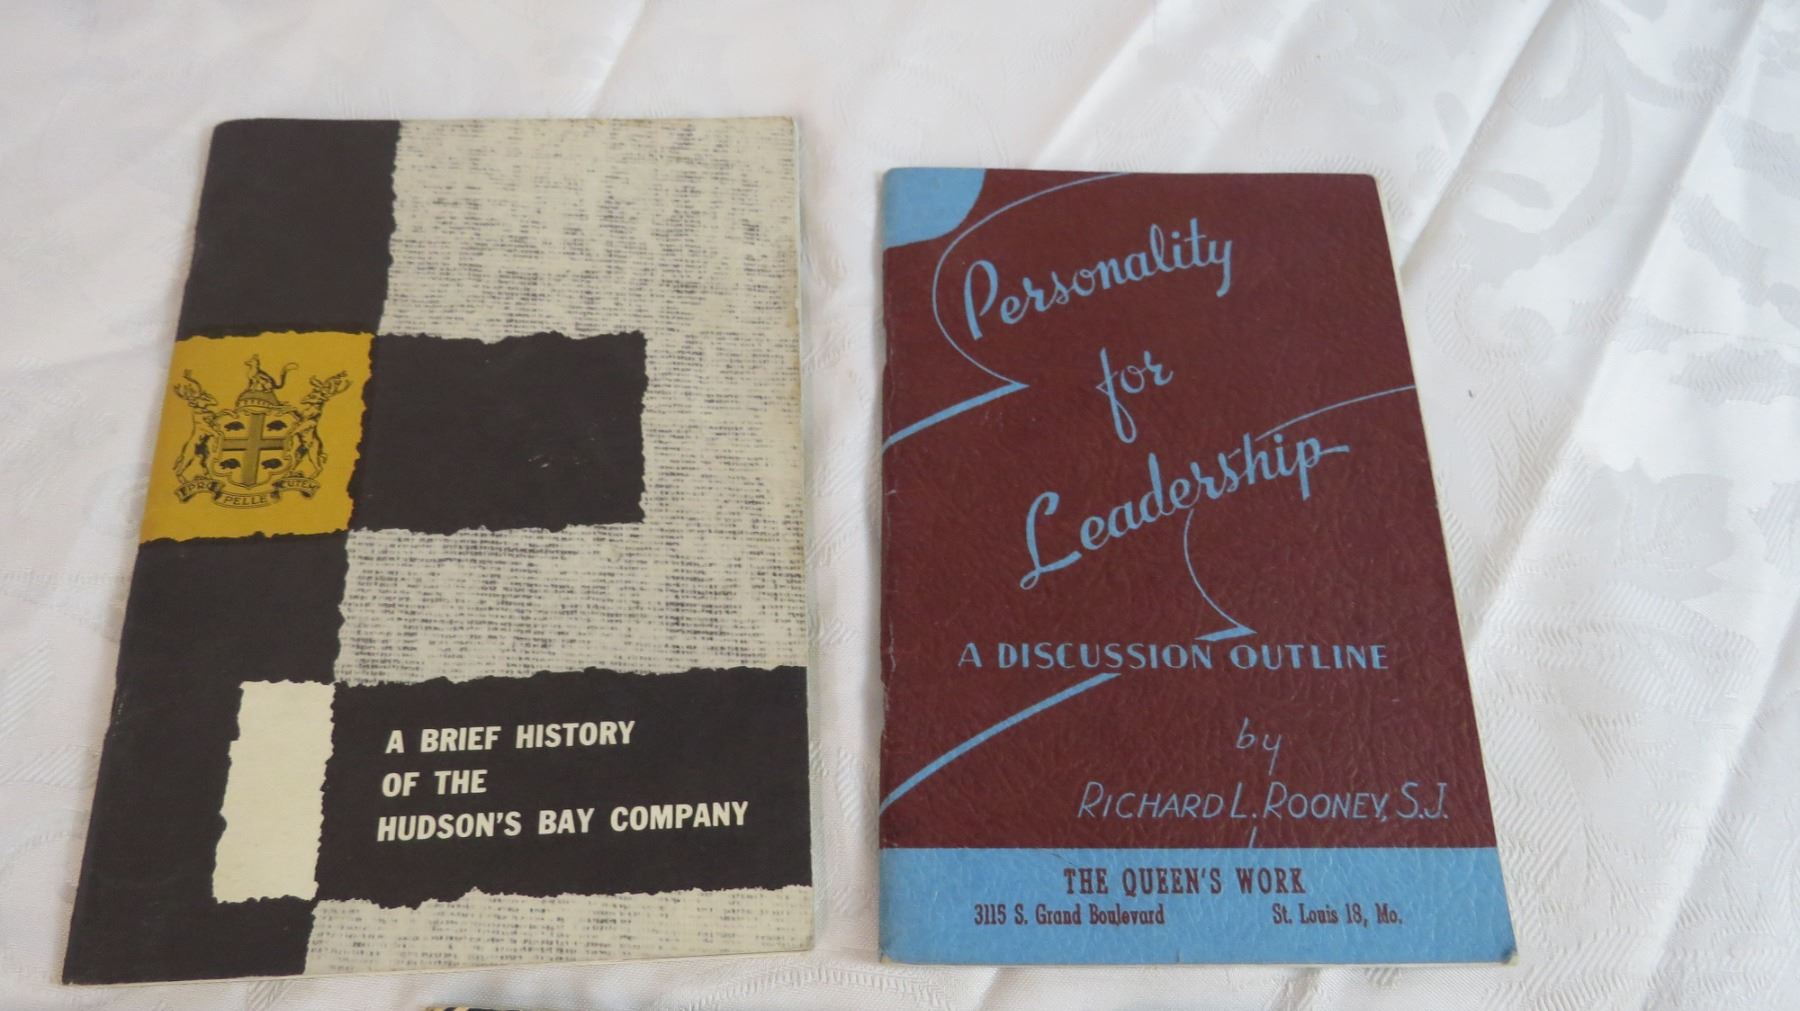 PRO PELLE CUTEM
A BRIEF HISTORY
OF THE
HUDSON'S BAY COMPANY
Personality
for
Leadership
A DISCUSSION OUTLINE
by
RICHARD L. ROONEY, S.J.
THE QUEEN'S WORK
3115 S. Grand Boulevard St. Louis 18, Mo.